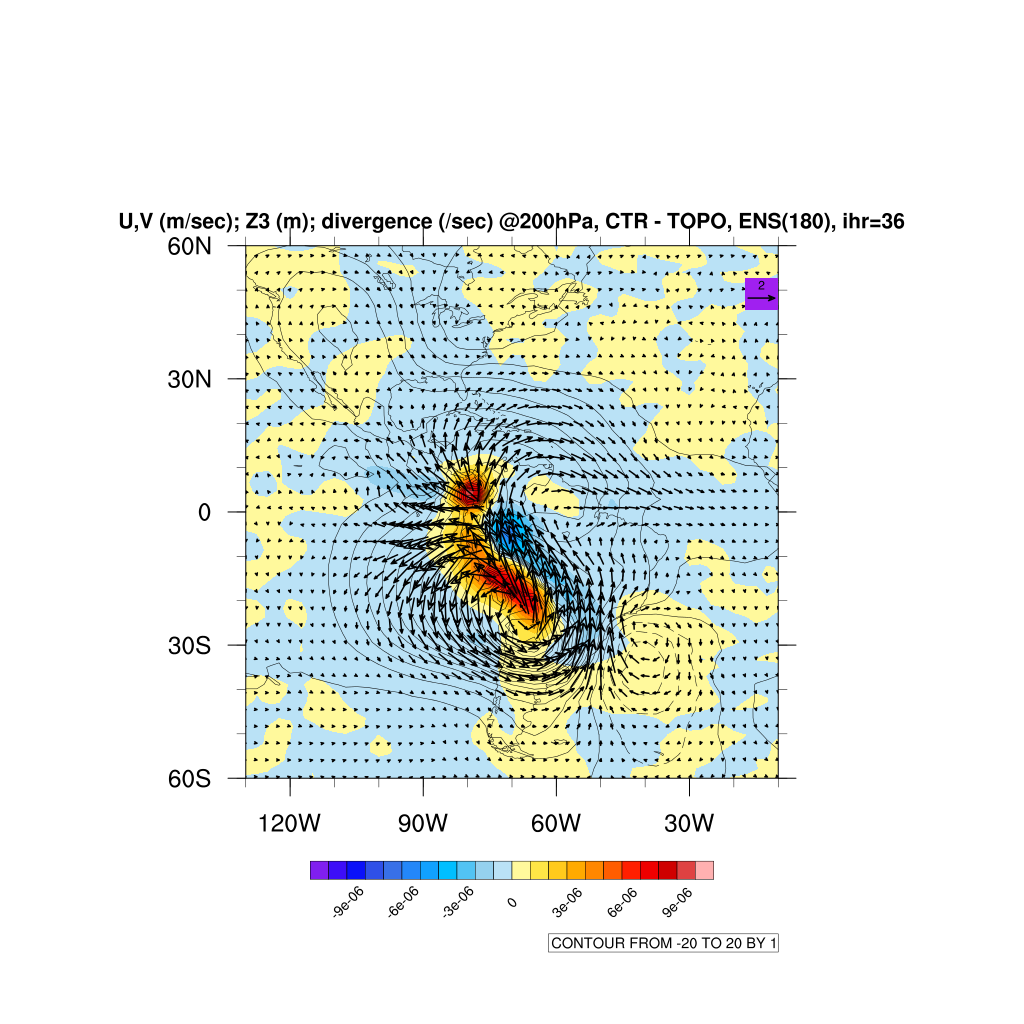 U,V (m/sec); Z3 (m); divergence (/sec) @200hPa, CTR - TOPO, ENS(180), ihr=36
60N
2
30N
0
30S
60S
120W 90W 60W 30W
-9e-06 -6e-06 -3e-06 0 3e-06 6e-06 9e-06
CONTOUR FROM -20 TO 20 BY 1